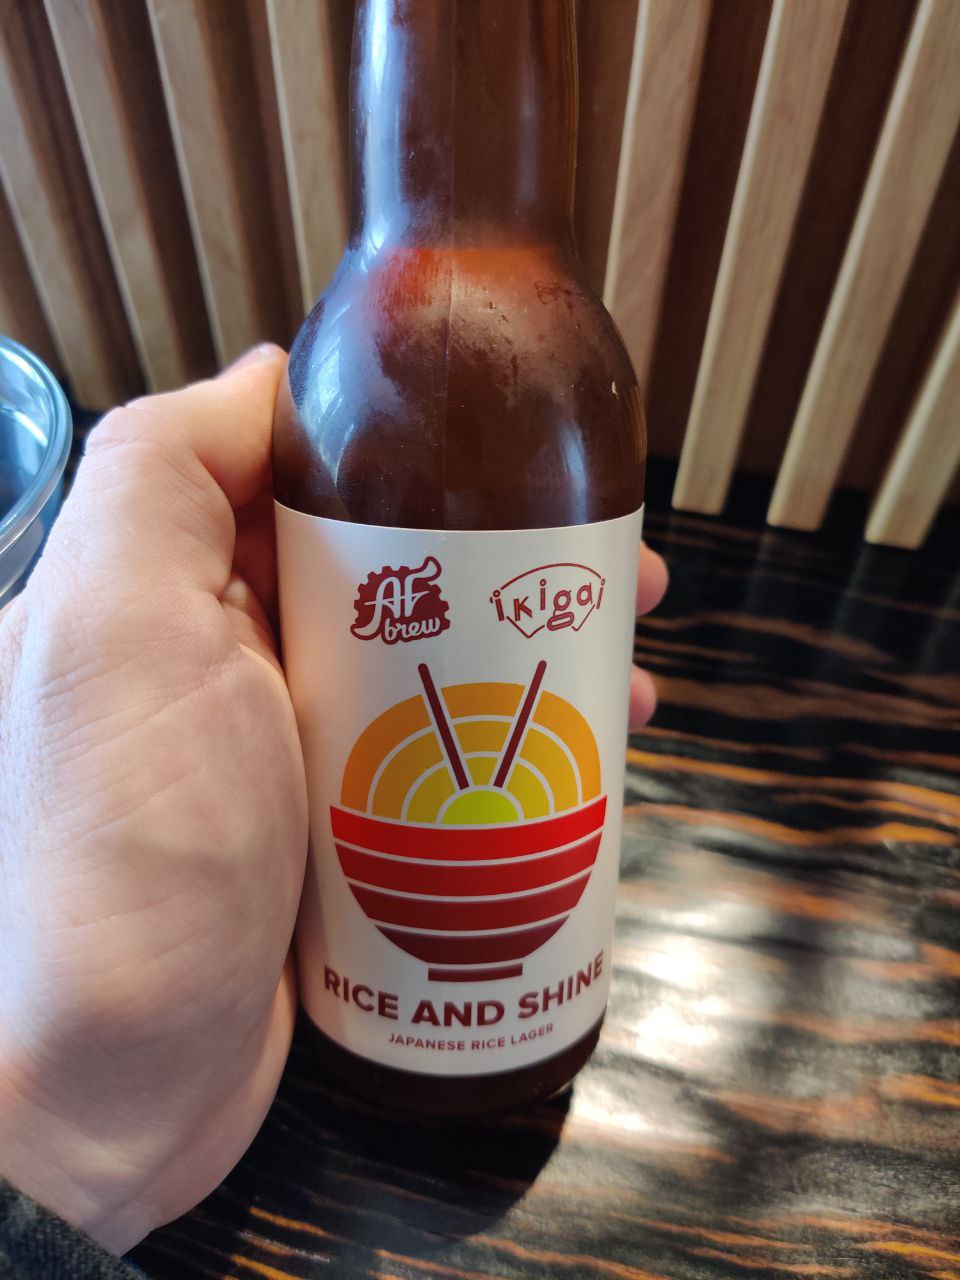 AF
brew
ikigai
RICE AND SHINE
JAPANESE RICE LAGER